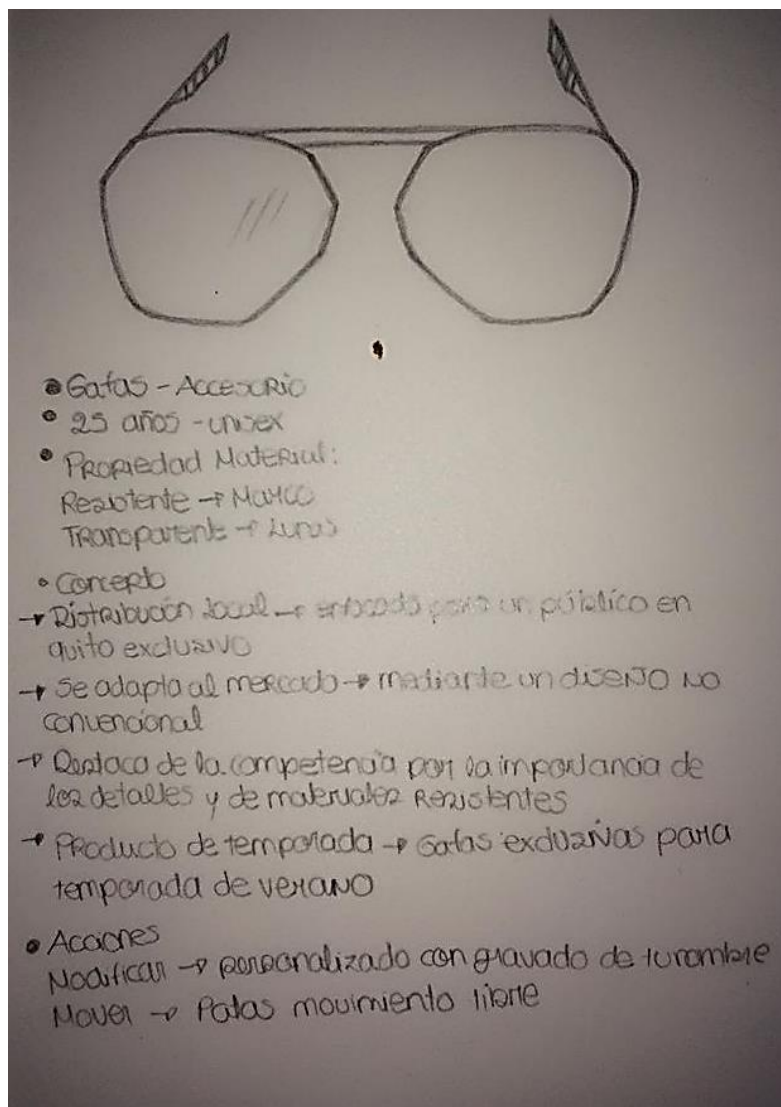 • Gafas - Accesorio
• 25 años - unisex
• Propiedad Material:
Resistente → Marco
Transparente → Lunas
• Concepto
→ Distribución local → enfocado para un público en
quito exclusivo
→ Se adapta al mercado → mediante un diseño no
convencional
→ Destaca de la competencia por la importancia de
los detalles y de materiales Resistentes
→ Producto de temporada → Gafas exclusivas para
temporada de verano
• Acciones
Modificar → personalizado con gravado de tu nombre
Mover → Patas movimiento libre